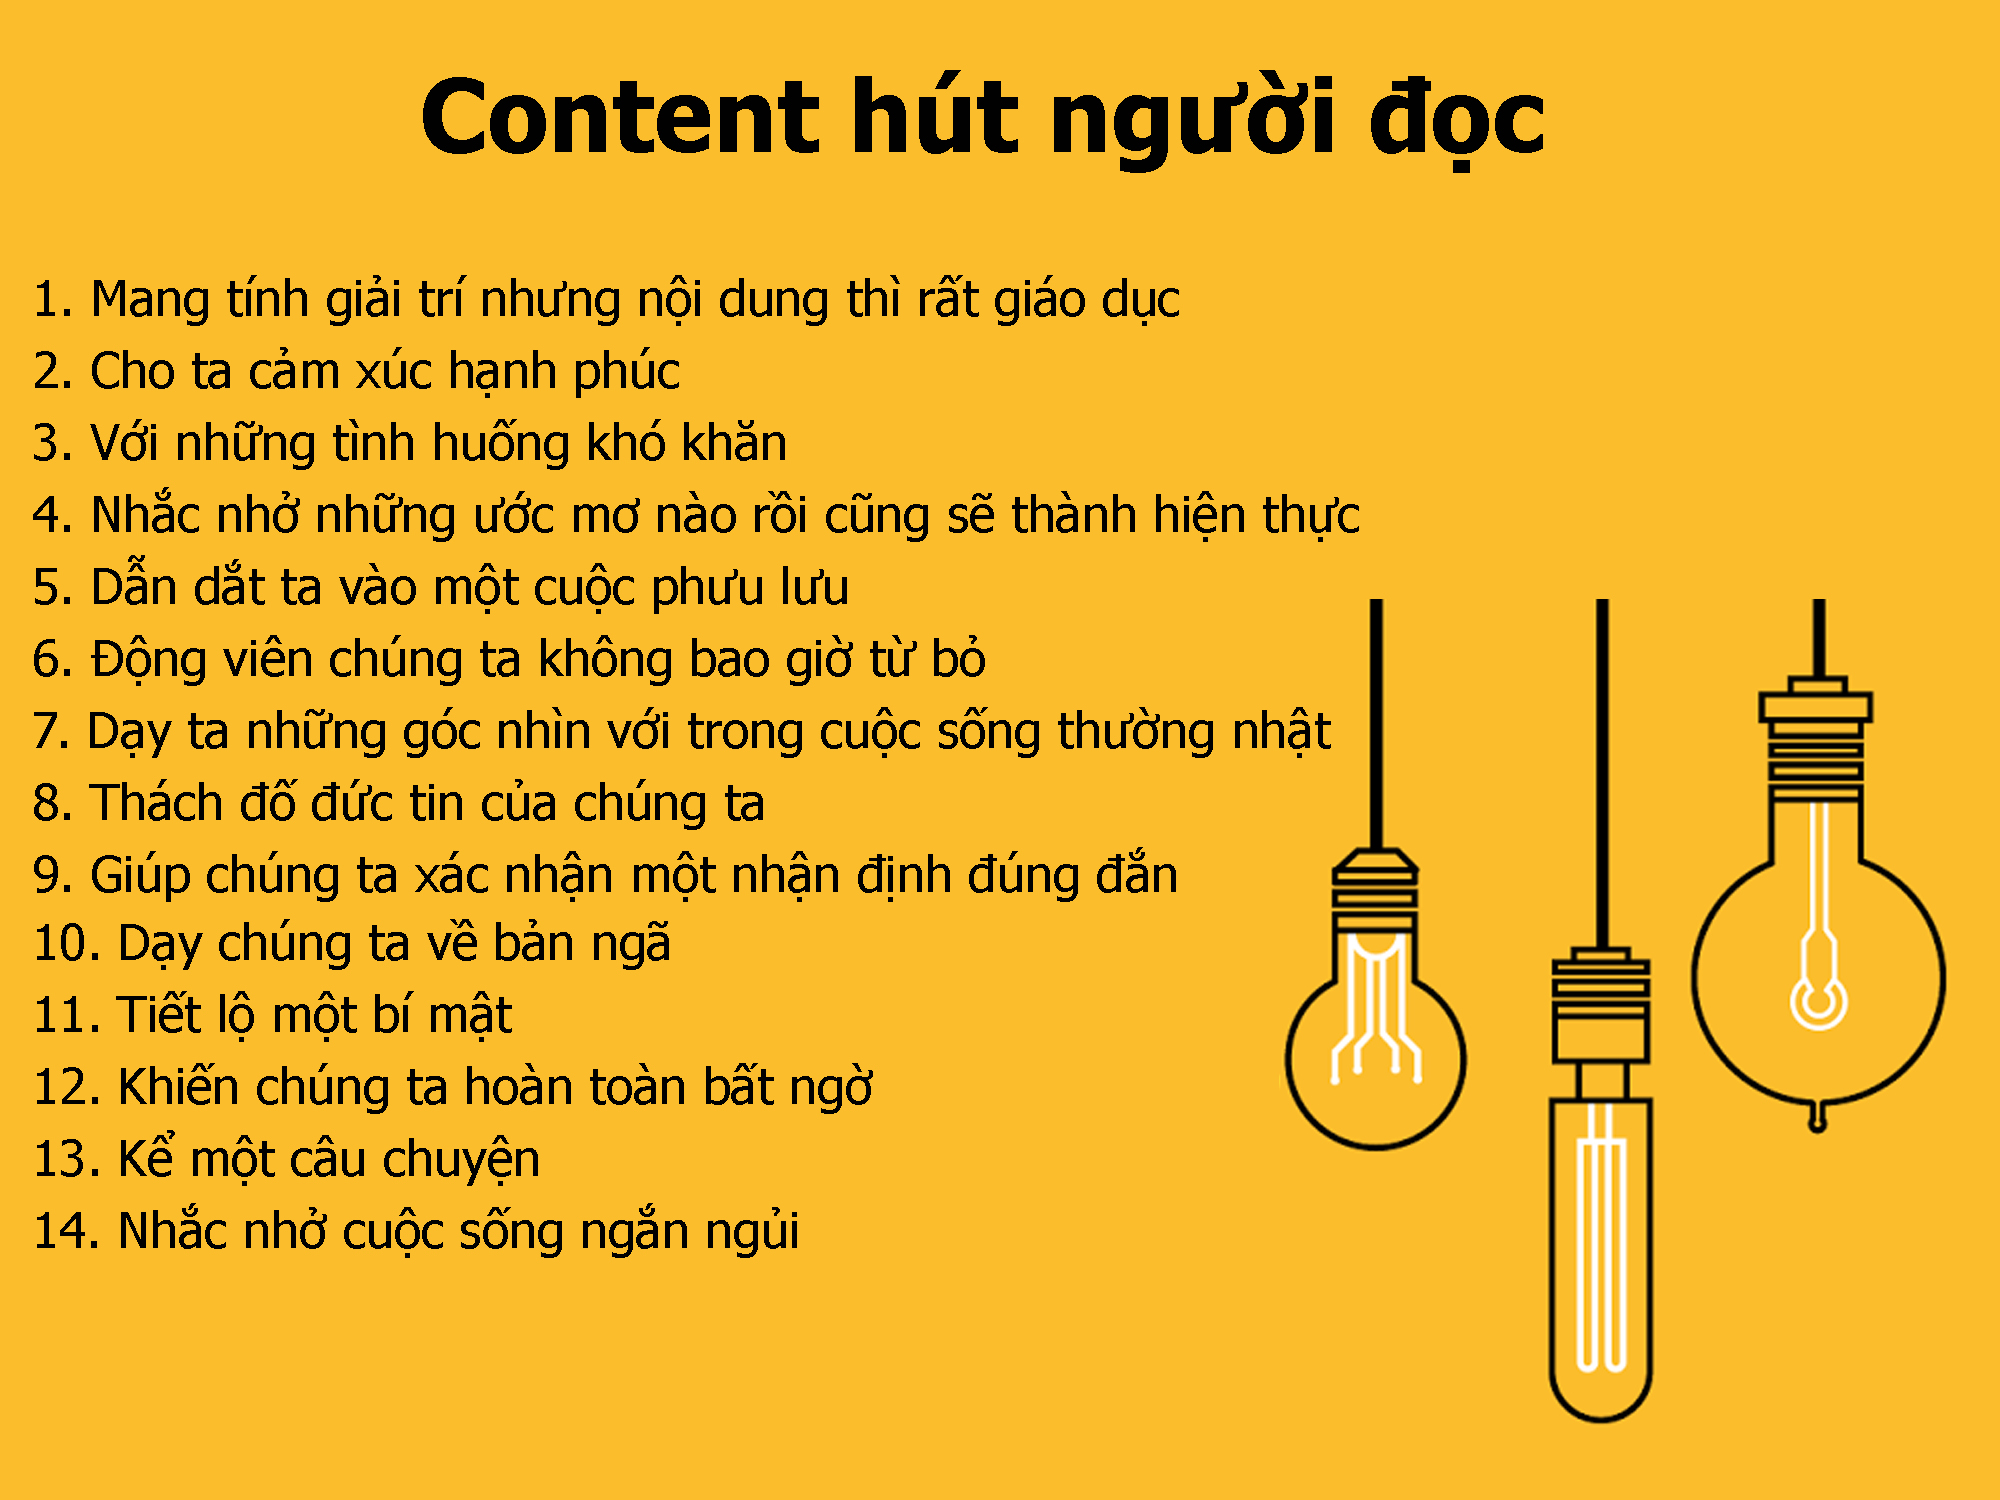 Content hút người đọc
1. Mang tính giải trí nhưng nội dung thì rất giáo dục
2. Cho ta cảm xúc hạnh phúc
3. Với những tình huống khó khăn
4. Nhắc nhở những ước mơ nào rồi cũng sẽ thành hiện thực
5. Dẫn dắt ta vào một cuộc phưu lưu
6. Động viên chúng ta không bao giờ từ bỏ
7. Dạy ta những góc nhìn với trong cuộc sống thường nhật
8. Thách đố đức tin của chúng ta
9. Giúp chúng ta xác nhận một nhận định đúng đắn
10. Dạy chúng ta về bản ngã
11. Tiết lộ một bí mật
12. Khiến chúng ta hoàn toàn bất ngờ
13. Kể một câu chuyện
14. Nhắc nhở cuộc sống ngắn ngủi